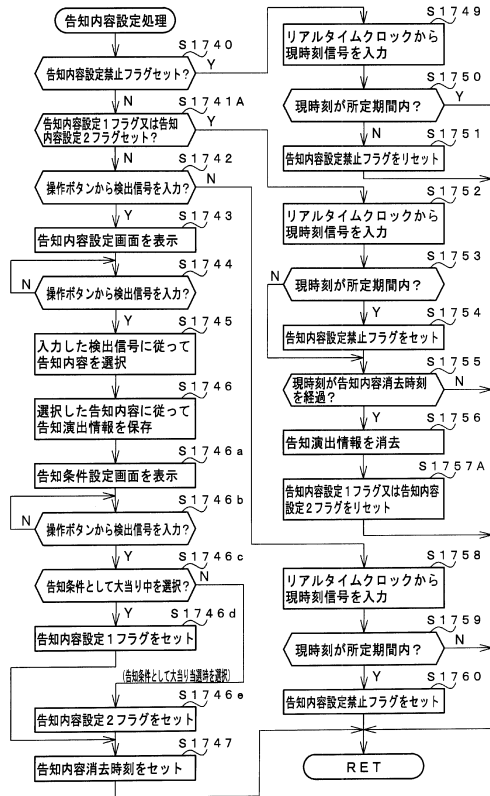 告知内容設定処理
S1740
告知内容設定禁止フラグセット?
Y
N
S1741A
告知内容設定1フラグ又は告知
内容設定2フラグセット?
Y
N
S1742
操作ボタンから検出信号を入力?
N
Y
S1743
告知内容設定画面を表示
S1744
N
操作ボタンから検出信号を入力?
Y
S1745
入力した検出信号に従って
告知内容を選択
S1746
選択した告知内容に従って
告知演出情報を保存
S1746a
告知条件設定画面を表示
S1746b
N
操作ボタンから検出信号を入力?
Y
S1746c
告知条件として大当り中を選択?
N
Y
S1746d
告知内容設定1フラグをセット
(告知条件として大当り当選時を選択)
S1746e
告知内容設定2フラグをセット
S1747
告知内容消去時刻をセット
S1749
リアルタイムクロックから
現時刻信号を入力
S1750
現時刻が所定期間内?
Y
N
S1751
告知内容設定禁止フラグをリセット
S1752
リアルタイムクロックから
現時刻信号を入力
S1753
N
現時刻が所定期間内?
Y
S1754
告知内容設定禁止フラグをセット
S1755
現時刻が告知内容消去時刻
を経過?
N
Y
S1756
告知演出情報を消去
S1757A
告知内容設定1フラグ又は告知内容
設定2フラグをリセット
S1758
リアルタイムクロックから
現時刻信号を入力
S1759
現時刻が所定期間内?
N
Y
S1760
告知内容設定禁止フラグをセット
RET